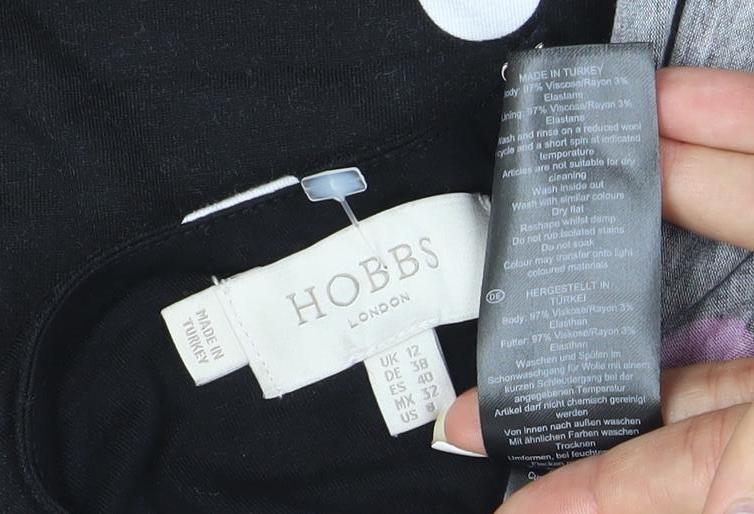 MADE IN TURKEY
ody: 97% Viscose/Rayon 3%
Elastane
ining: 97% Viscose/Rayon 3%
Elastane
ash and rinse on a reduced wool
cycle and a short spin at indicated
temperature
Articles are not suitable for dry
cleaning
Wash inside out
Wash with similar colours
Dry flat
Reshape whilst damp
Do not rub isolated stains
Do not soak
Colour may transfer onto light
coloured materials
DE
HERGESTELLT IN
TÜRKEI
Body: 97% Viskose/Rayon 3%
Elasthan
Futter: 97% Viskose/Rayon 3%
Elasthan
Waschen und Spülen im
Schonwaschgang für Wolle mit einem
kurzen Schleudergang bei der
angegebenen Temperatur
Artikel darf nicht chemisch gereinigt
werden
Von innen nach außen waschen
Mit ähnlichen Farben waschen
Trocknen
Umformen, bei feuchtem
HOBBS
LONDON
MADE IN
TURKEY
UK 12
DE 38
ES 40
MX 32
US 8